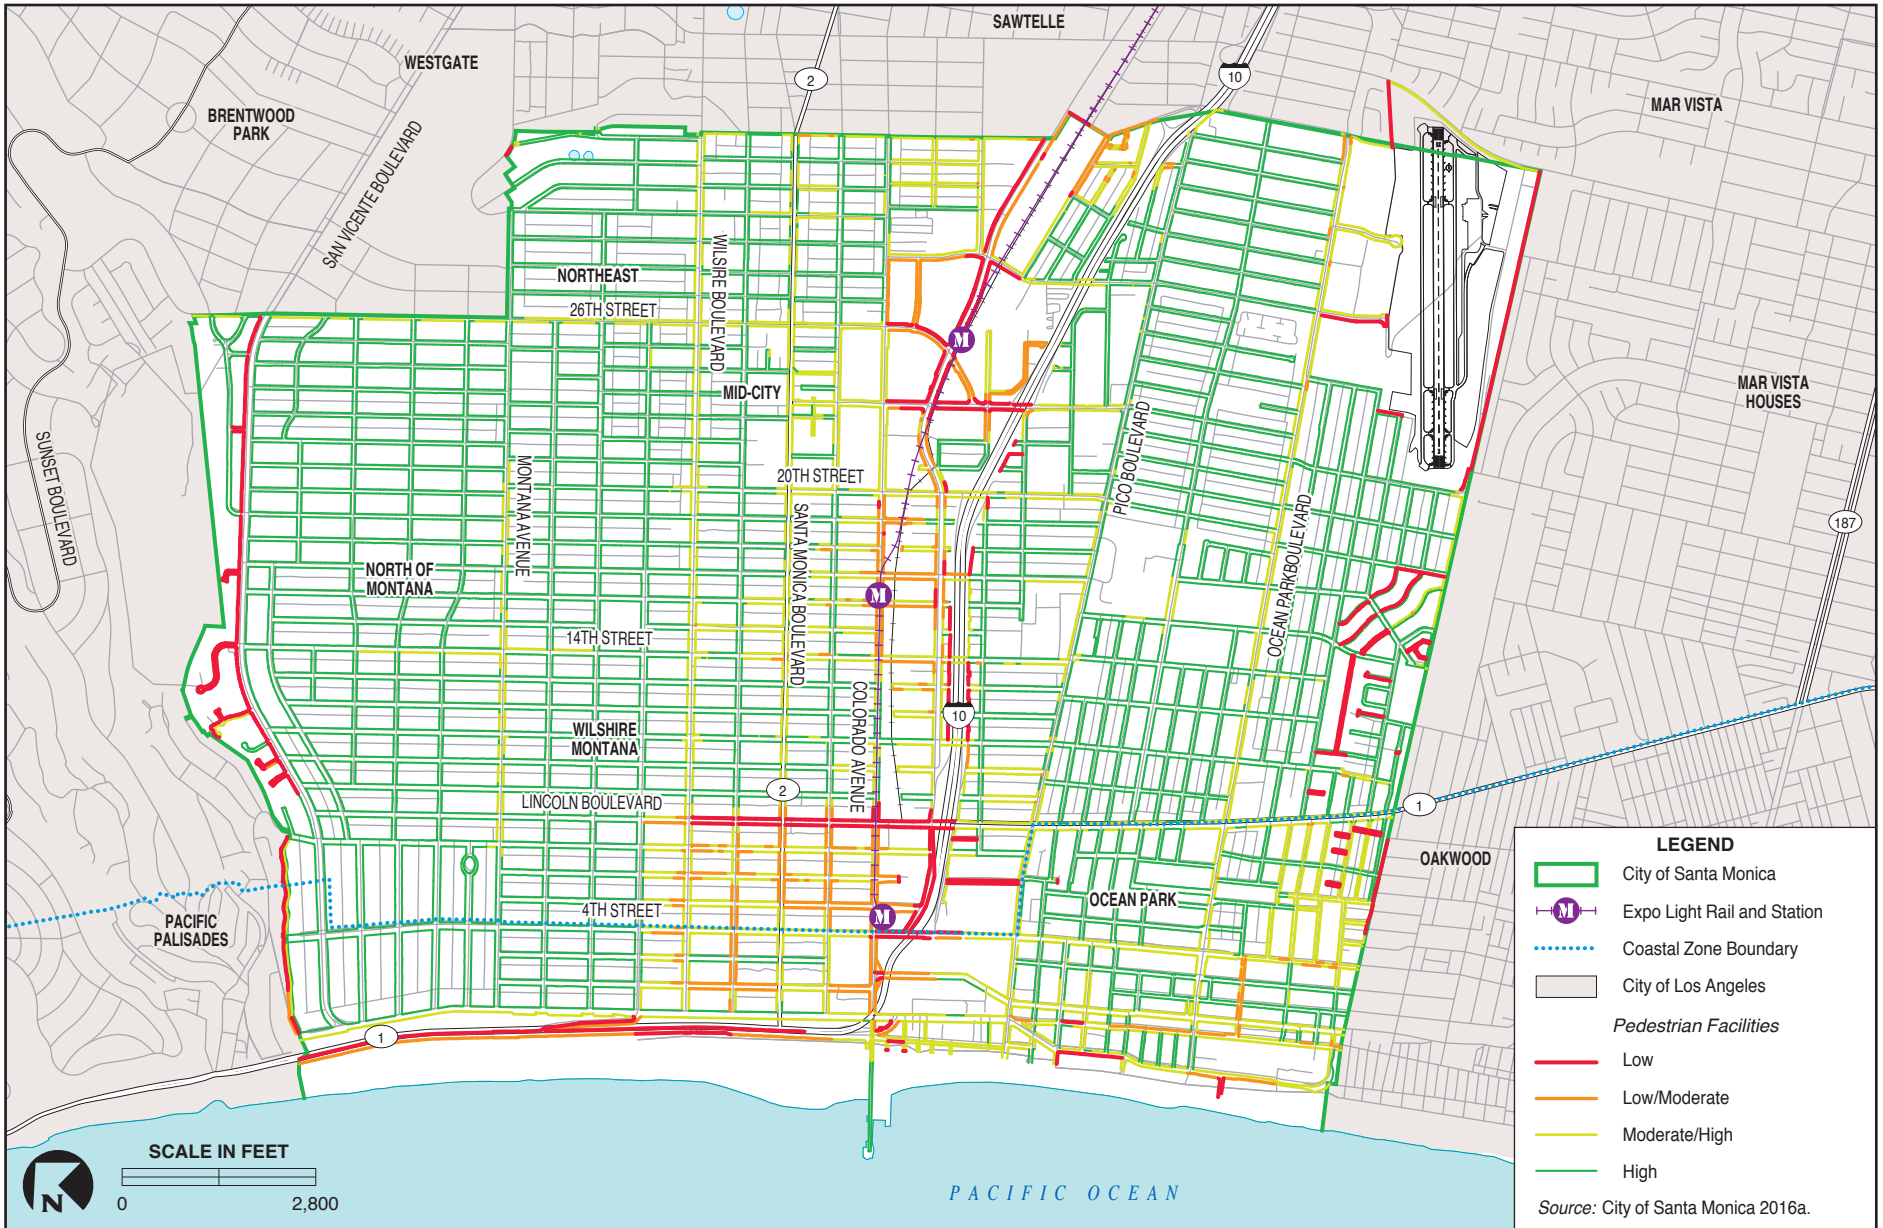 SAWTELLE
WESTGATE
2
10
BRENTWOOD
PARK
MAR VISTA
SAN VICENTE BOULEVARD
WILSIRE BOULEVARD
NORTHEAST
26TH STREET
M
MID-CITY
MAR VISTA
HOUSES
SUNSET BOULEVARD
MONTANA AVENUE
PICO BOULEVARD
20TH STREET
SANTA MONICA BOULEVARD
OCEAN PARKBOULEVARD
187
NORTH OF
MONTANA
M
14TH STREET
COLORADO AVENUE
10
WILSHIRE
MONTANA
2
LINCOLN BOULEVARD
1
OAKWOOD
OCEAN PARK
4TH STREET
M
PACIFIC
PALISADES
1
LEGEND
City of Santa Monica
M
Expo Light Rail and Station
Coastal Zone Boundary
City of Los Angeles
Pedestrian Facilities
Low
Low/Moderate
Moderate/High
High
Source: City of Santa Monica 2016a.
N
SCALE IN FEET
0 2,800
PACIFIC OCEAN